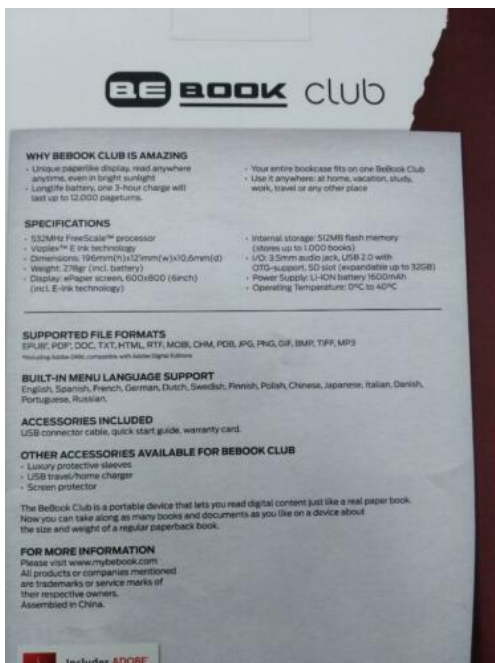 BE BOOK club
WHY BEBOOK CLUB IS AMAZING
- Unique paperlike display, read anywhere
anytime, even in bright sunlight
- Longlife battery, one 3-hour charge will
last up to 12,000 pageturns.
- Your entire bookcase fits on one BeBook Club
- Use it anywhere: at home, vacation, study,
work, travel or any other place
SPECIFICATIONS
- 532MHz FreeScale™ processor
- Vizplex™ E Ink technology
- Dimensions: 196mm(h)x121mm(w)x10,6mm(d)
- Weight: 278gr (incl. battery)
- Display: ePaper screen, 600x800 (6inch)
(incl. E-ink technology)
- Internal storage: 512MB flash memory
(stores up to 1.000 books)
- I/O: 3.5mm audio jack, USB 2.0 with
OTG-support, SD slot (expandable up to 32GB)
- Power Supply: Li-ION battery 1600mAh
- Operating Temperature: 0°C to 40°C
SUPPORTED FILE FORMATS
EPUB*, PDF*, DOC, TXT, HTML, RTF, MOBI, CHM, PDB, JPG, PNG, GIF, BMP, TIFF, MP3
*Including Adobe DRM, compatible with Adobe Digital Editions
BUILT-IN MENU LANGUAGE SUPPORT
English, Spanish, French, German, Dutch, Swedish, Finnish, Polish, Chinese, Japanese, Italian, Danish,
Portuguese, Russian.
ACCESSORIES INCLUDED
USB connector cable, quick start guide, warranty card.
OTHER ACCESSORIES AVAILABLE FOR BEBOOK CLUB
- Luxury protective sleeves
- USB travel/home charger
- Screen protector
The BeBook Club is a portable device that lets you read digital content just like a real paper book.
Now you can take along as many books and documents as you like on a device about
the size and weight of a regular paperback book.
FOR MORE INFORMATION
Please visit www.mybebook.com
All products or companies mentioned
are trademarks or service marks of
their respective owners.
Assembled in China.
Includes ADOBE